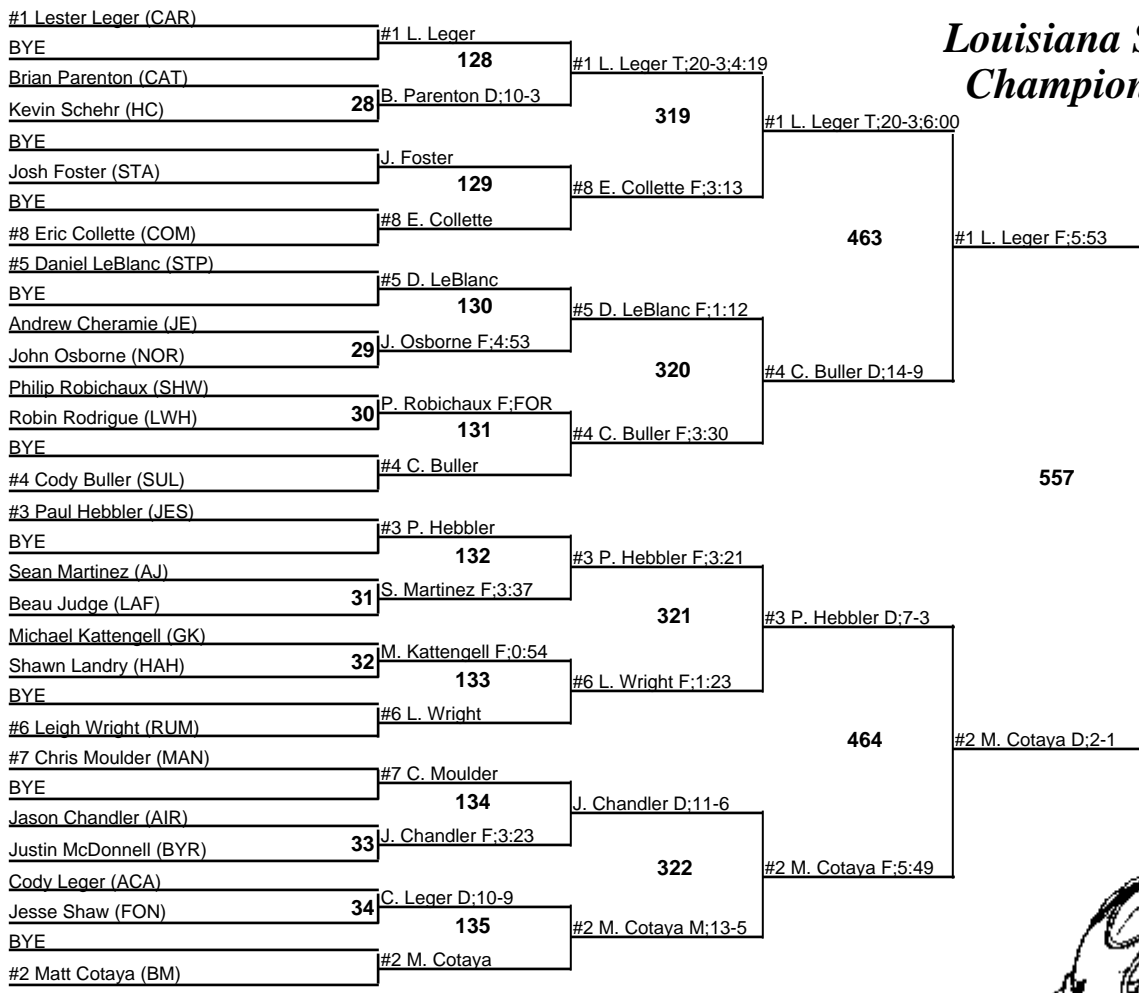 #1 Lester Leger (CAR)
BYE
Brian Parenton (CAT)
Kevin Schehr (HC)
BYE
Josh Foster (STA)
BYE
#8 Eric Collette (COM)
#5 Daniel LeBlanc (STP)
BYE
Andrew Cheramie (JE)
John Osborne (NOR)
Philip Robichaux (SHW)
Robin Rodrigue (LWH)
BYE
#4 Cody Buller (SUL)
#3 Paul Hebbler (JES)
BYE
Sean Martinez (AJ)
Beau Judge (LAF)
Michael Kattengell (GK)
Shawn Landry (HAH)
BYE
#6 Leigh Wright (RUM)
#7 Chris Moulder (MAN)
BYE
Jason Chandler (AIR)
Justin McDonnell (BYR)
Cody Leger (ACA)
Jesse Shaw (FON)
BYE
#2 Matt Cotaya (BM)
28
29
30
31
32
33
34
#1 L. Leger
128
B. Parenton D;10-3
J. Foster
129
#8 E. Collette
#5 D. LeBlanc
130
J. Osborne F;4:53
P. Robichaux F;FOR
131
#4 C. Buller
#3 P. Hebbler
132
S. Martinez F;3:37
M. Kattengell F;0:54
133
#6 L. Wright
#7 C. Moulder
134
J. Chandler F;3:23
C. Leger D;10-9
135
#2 M. Cotaya
#1 L. Leger T;20-3;4:19
319
#8 E. Collette F;3:13
#5 D. LeBlanc F;1:12
320
#4 C. Buller F;3:30
#3 P. Hebbler F;3:21
321
#6 L. Wright F;1:23
J. Chandler D;11-6
322
#2 M. Cotaya M;13-5
#1 L. Leger T;20-3;6:00
463
#4 C. Buller D;14-9
#3 P. Hebbler D;7-3
464
#2 M. Cotaya F;5:49
Louisiana S
Champion
#1 L. Leger F;5:53
557
#2 M. Cotaya D;2-1